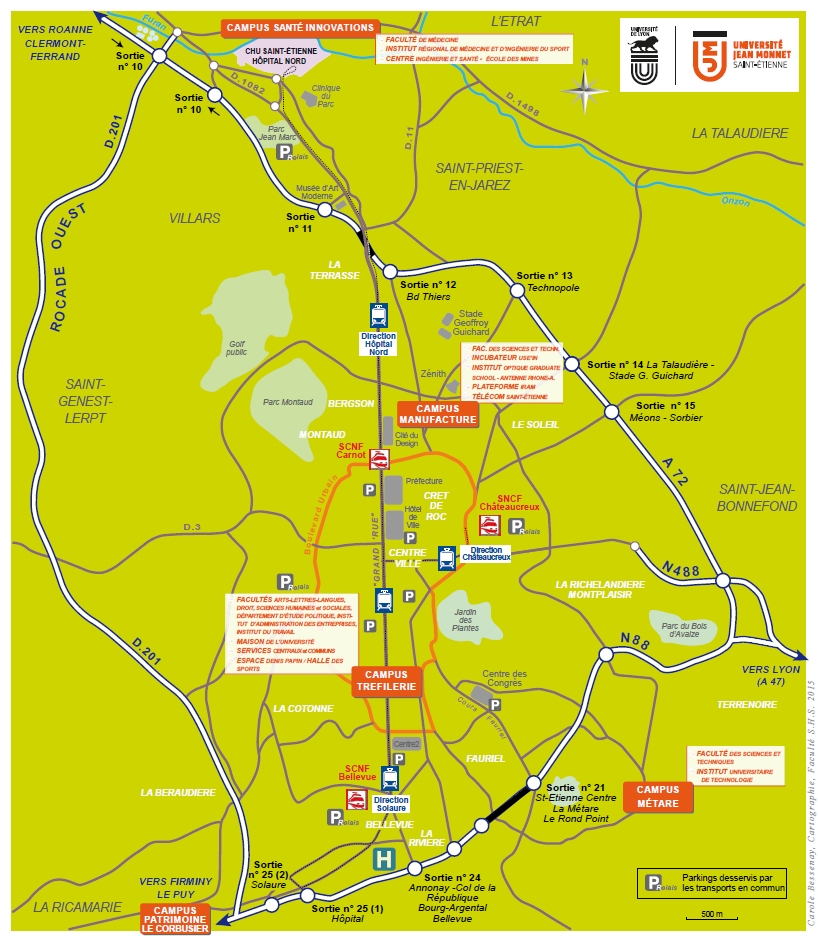 VERS ROANNE
CLERMONT-
FERRAND
Furan
CAMPUS SANTÉ INNOVATIONS
L'ETRAT
CHU SAINT-ÉTIENNE
HÔPITAL NORD
FACULTÉ DE MÉDECINE
INSTITUT RÉGIONAL DE MÉDECINE ET D'INGÉNIERIE DU SPORT
CENTRE INGÉNIERIE ET SANTÉ - ÉCOLE DES MINES
UNIVERSITÉ
DE LYON
UNIVERSITÉ
JEAN MONNET
SAINT-ÉTIENNE
Sortie
n° 10
Sortie
n° 10
D.1082
Clinique
du
Parc
N
D.1498
D.201
D.11
Parc
Jean Marc
P Relais
LA TALAUDIERE
SAINT-PRIEST-
EN-JAREZ
Musée d'Art
Moderne
Onzon
VILLARS
Sortie
n° 11
ROCADE OUEST
LA
TERRASSE
Sortie n° 12
Bd Thiers
Sortie n° 13
Technopole
Direction
Hôpital
Nord
Stade
Geoffroy
Guichard
Golf
public
FAC. DES SCIENCES ET TECHN.
INCUBATEUR USE'IN
INSTITUT OPTIQUE GRADUATE
SCHOOL - ANTENNE RHONE-A.
PLATEFORME IRAM
TÉLÉCOM SAINT-ÉTIENNE
Zénith
Sortie n° 14 La Talaudière -
Stade G. Guichard
SAINT-
GENEST-
LERPT
Parc Montaud
BERGSON
CAMPUS
MANUFACTURE
Sortie n° 15
Méons - Sorbier
MONTAUD
Cité du
Design
LE SOLEIL
SCNF
Carnot
A 72
Boulevard Urbain
Préfecture
P
CRET
DE
ROC
SNCF
Châteaucreux
P Relais
SAINT-JEAN-
BONNEFOND
Hôtel
de
Ville
P
D.3
"GRAND 'RUE"
CENTRE
VILLE
Direction
Châteaucreux
N488
LA RICHELANDIERE
MONTPLAISIR
P Relais
P
FACULTÉS ARTS-LETTRES-LANGUES,
DROIT, SCIENCES HUMAINES et SOCIALES,
DÉPARTEMENT D'ÉTUDE POLITIQUE, INSTI-
TUT D'ADMINISTRATION DES ENTREPRISES,
INSTITUT DU TRAVAIL
MAISON DE L'UNIVERSITÉ
SERVICES CENTRAUX et COMMUNS
ESPACE DENIS PAPIN / HALLE DES
SPORTS
P
Jardin
des
Plantes
Parc du Bois
d'Avaize
N88
D.201
VERS LYON
(A 47)
CAMPUS
TREFILERIE
Centre des
Congrès
P
Cours Fauriel
TERRENOIRE
LA COTONNE
Centre2
P
FAURIEL
FACULTÉ DES SCIENCES ET
TECHNIQUES
INSTITUT UNIVERSITAIRE
DE TECHNOLOGIE
SCNF
Bellevue
Direction
Solaure
LA BERAUDIERE
P Relais
BELLEVUE
LA
RIVIERE
Sortie n° 21
St-Etienne Centre
La Métare
Le Rond Point
CAMPUS
MÉTARE
H
Sortie
n° 25 (2)
Solaure
VERS FIRMINY
LE PUY
Sortie n° 24
Annonay -Col de la
République
Bourg-Argental
Bellevue
P Relais
Parkings desservis par
les transports en commun
LA RICAMARIE
CAMPUS
PATRIMOINE
LE CORBUSIER
Sortie n° 25 (1)
Hôpital
500 m
Carole Bessenay, Cartographie, Faculté S.H.S. 2015